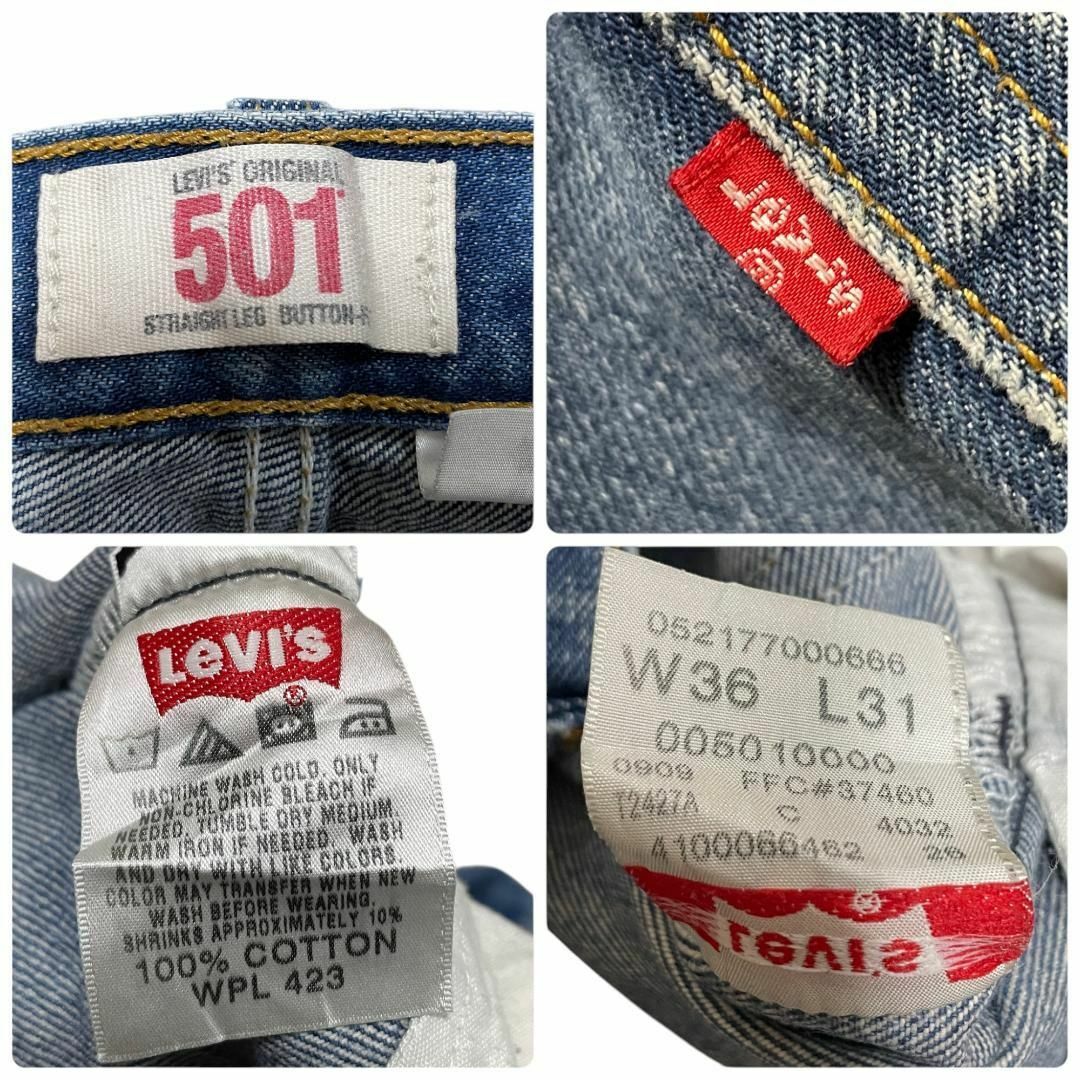 LEVI'S ORIGINAL
501
STRAIGHT LEG BUTTON-
LEVI'S
®
LEVI'S
MACHINE WASH COLD. ONLY
NON-CHLORINE BLEACH IF
NEEDED. TUMBLE DRY MEDIUM.
WARM IRON IF NEEDED. WASH
AND DRY WITH LIKE COLORS.
COLOR MAY TRANSFER WHEN NEW
WASH BEFORE WEARING.
SHRINKS APPROXIMATELY 10%
100% COTTON
WPL 423
052177000666
W36 L31
005010000
0909 FFC#37460
T2427A C 4032
A100066462 26
Levi's